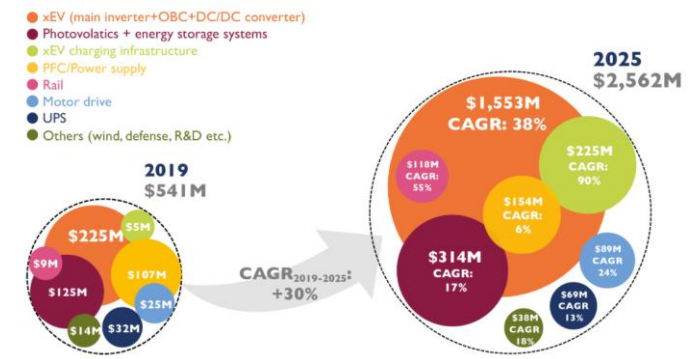 xEV (main inverter+OBC+DC/DC converter)
Photovolatics + energy storage systems
xEV charging infrastructure
PFC/Power supply
Rail
Motor drive
UPS
Others (wind, defense, R&D etc.)
2019
$541M
$225M
$5M
$9M
$107M
$125M
$25M
$14M
$32M
CAGR2019-2025:
+30%
2025
$2,562M
$1,553M
CAGR: 38%
$118M
CAGR:
55%
$225M
CAGR:
90%
$154M
CAGR:
6%
$314M
CAGR:
17%
$89M
CAGR
24%
$69M
CAGR
13%
$38M
CAGR
18%